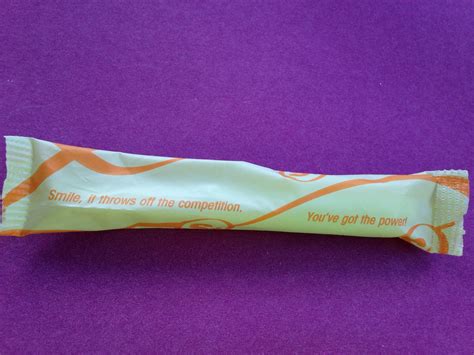 Smile, it throws off the competition.
You've got the power!